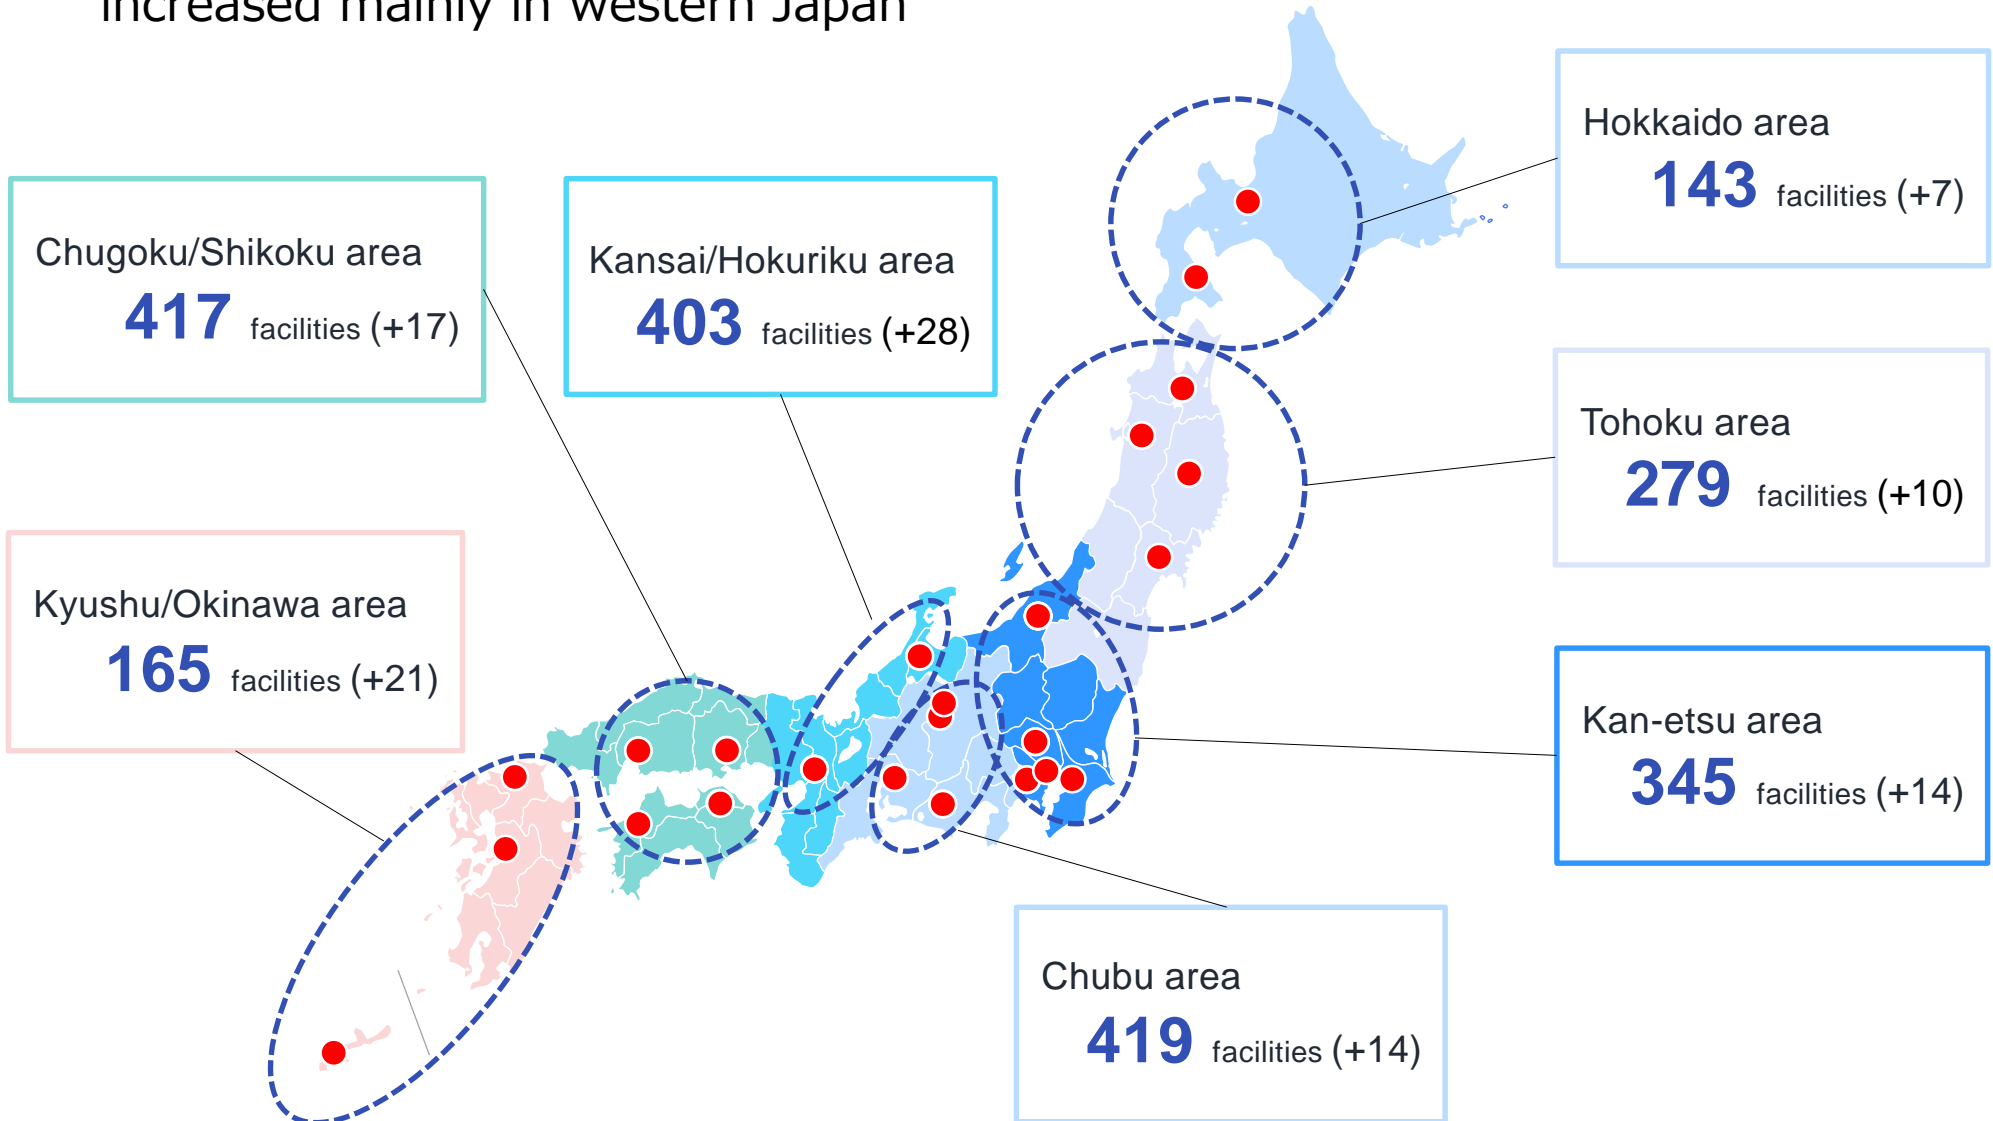 increased mainly in western Japan
Hokkaido area
143 facilities (+7)
Chugoku/Shikoku area
417 facilities (+17)
Kansai/Hokuriku area
403 facilities (+28)
Tohoku area
279 facilities (+10)
Kyushu/Okinawa area
165 facilities (+21)
Kan-etsu area
345 facilities (+14)
Chubu area
419 facilities (+14)